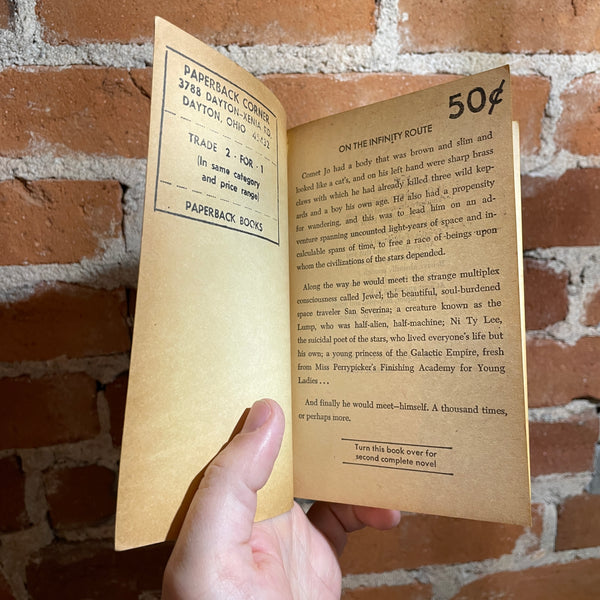 PAPERBACK CORNER
3788 DAYTON-XENIA RD
DAYTON, OHIO 45432
TRADE 2-FOR-1
(In same category
and price range)
PAPERBACK BOOKS
50¢
ON THE INFINITY ROUTE
Comet Jo had a body that was brown and slim and
looked like a cat's, and on his left hand were sharp brass
claws with which he had already killed three wild kep-
ards and a boy his own age. He also had a propensity
for wandering, and this was to lead him on an ad-
venture spanning uncounted light-years of space and in-
calculable spans of time, to free a race of beings upon
whom the civilizations of the stars depended.
Along the way he would meet: the strange multiplex
consciousness called Jewel; the beautiful, soul-burdened
space traveler San Severina; a creature known as the
Lump, who was half-alien, half-machine; Ni Ty Lee,
the suicidal poet of the stars, who lived everyone's life but
his own; a young princess of the Galactic Empire, fresh
from Miss Perrypicker's Finishing Academy for Young
Ladies . . .
And finally he would meet—himself. A thousand times,
or perhaps more.
Turn this book over for
second complete novel